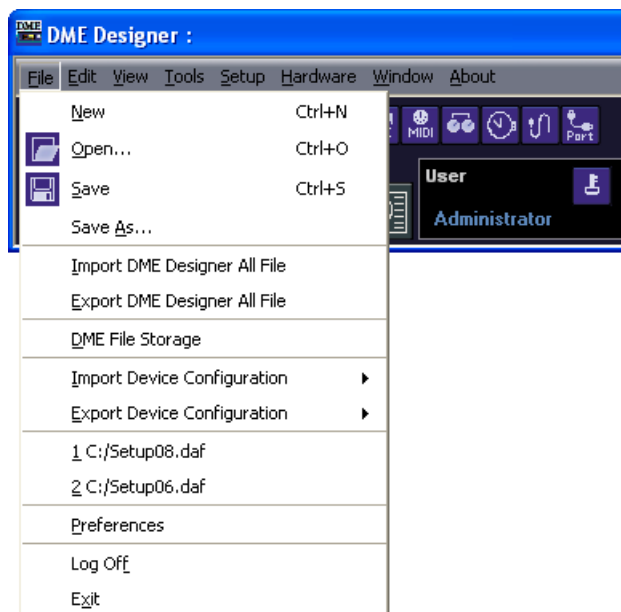 DME
DME Designer :
File Edit View Tools Setup Hardware Window About
New Ctrl+N
Open... Ctrl+O
Save Ctrl+S
Save As...
Import DME Designer All File
Export DME Designer All File
DME File Storage
Import Device Configuration
Export Device Configuration
1 C:/Setup08.daf
2 C:/Setup06.daf
Preferences
Log Off
Exit
MIDI
Port
User
Administrator